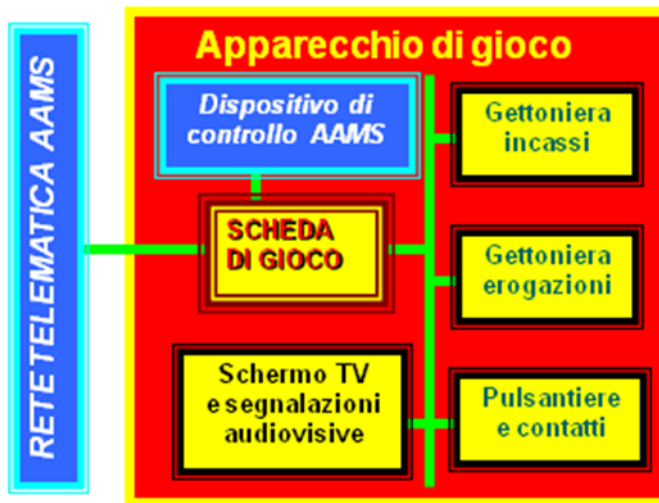 RETE TELEMATICA AAMS
Apparecchio di gioco
Dispositivo di
controllo AAMS
SCHEDA
DI GIOCO
Schermo TV
e segnalazioni
audiovisive
Gettoniera
incassi
Gettoniera
erogazioni
Pulsantiere
e contatti